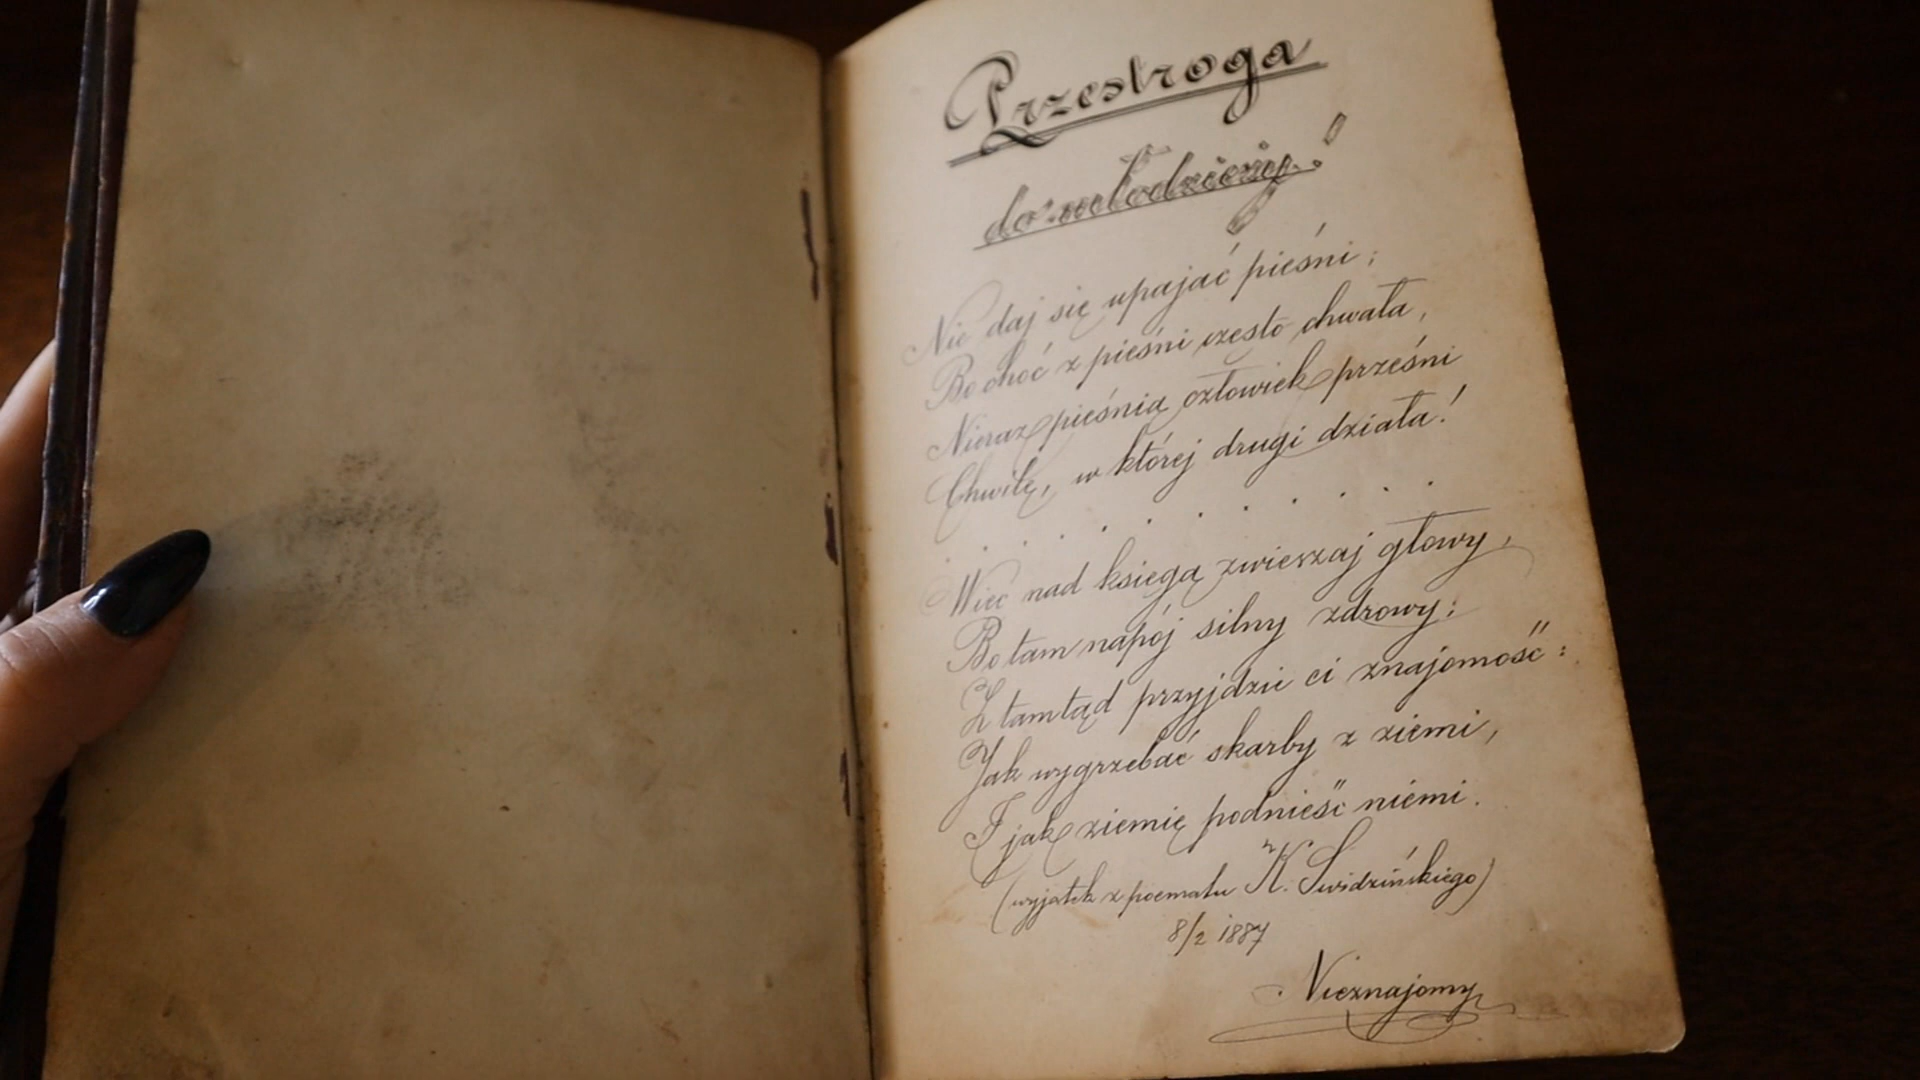 Przestroga
do młodzieży!
Nie daj się upajać pieśni;
Bo choć z pieśni często chwała,
Nieraz pieśnią człowiek prześni
Chwilę, w której drugi działa!
. . . . . . . . . . .
Więc nad księgą zwieszaj głowy,
Bo tam napój silny zdrowy;
Z tamtąd przyjdzie ci znajomość:
Jak wygrzebać skarby z ziemi,
I jak ziemię podnieść niemi.
(wyjątek z poematu K. Świdzińskiego)
8/2 1887
Nieznajomy